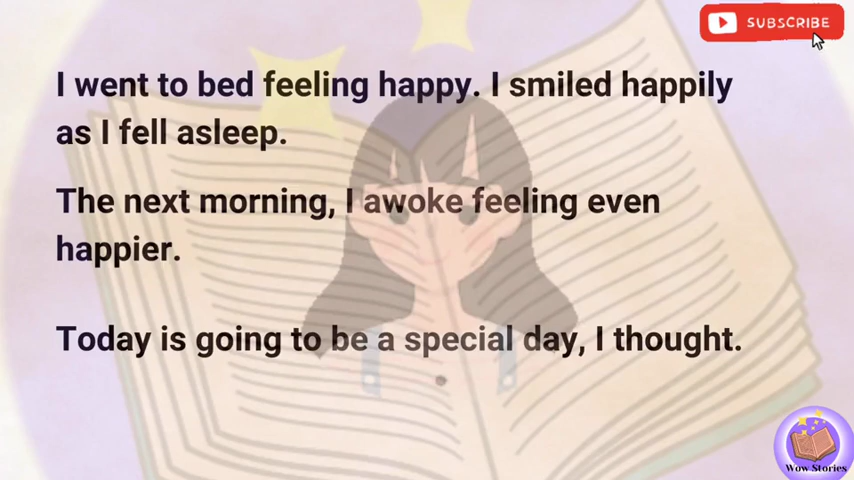 SUBSCRIBE
I went to bed feeling happy. I smiled happily
as I fell asleep.
The next morning, I awoke feeling even
happier.
Today is going to be a special day, I thought.
Wow Stories